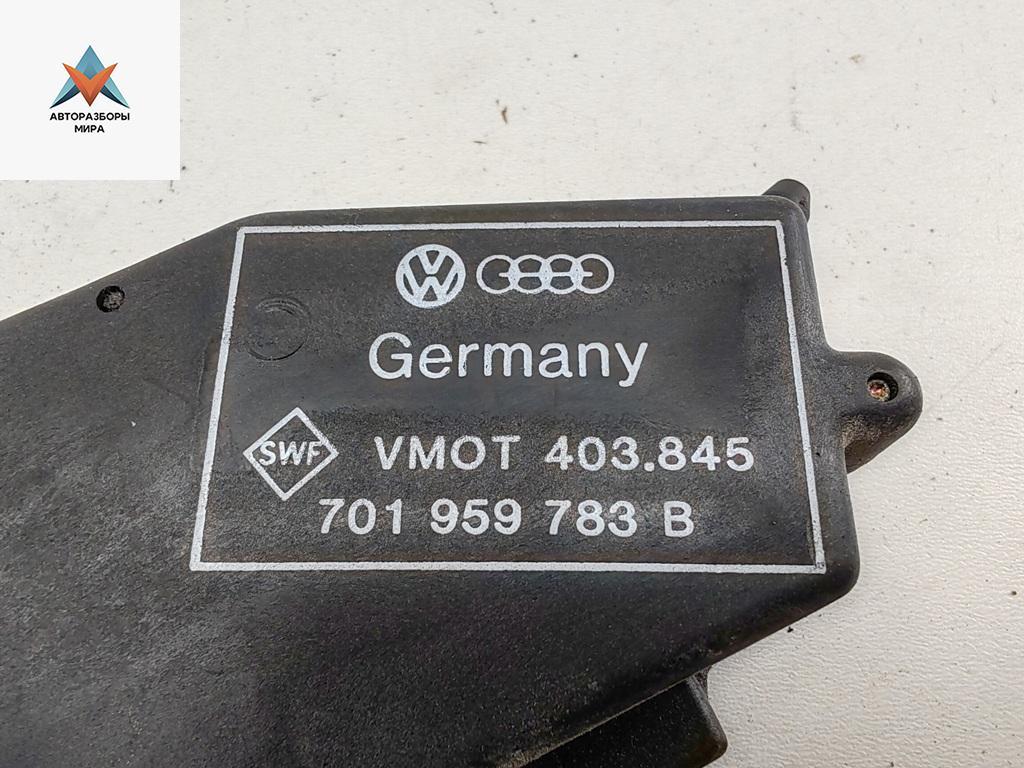 АВТОРАЗБОРЫ
МИРА
Germany
SWF VMOT 403.845
701 959 783 B